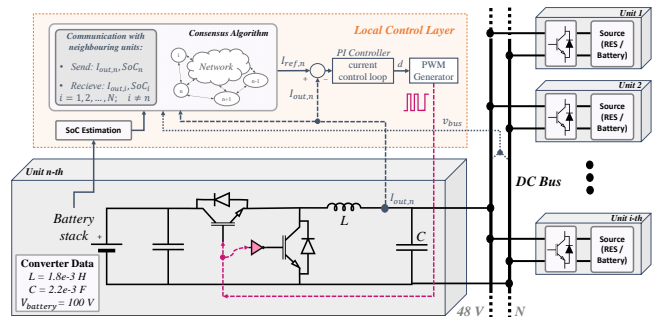 Local Control Layer
Communication with
neighbouring units:
• Send: I_out,n, SoC_n
• Recieve: I_out,i, SoC_i
i = 1, 2, ..., N; i ≠ n
Consensus Algorithm
Network
i
n
n-1
n+1
I_ref,n
+
−
I_out,n
PI Controller
current
control loop
d
PWM
Generator
SoC Estimation
v_bus
Unit n-th
Battery
stack
+
L
I_out,n
C
Converter Data
L = 1.8e-3 H
C = 2.2e-3 F
V_battery = 100 V
DC Bus
48 V
N
Unit 1
Source
(RES /
Battery)
Unit 2
Source
(RES /
Battery)
Unit i-th
Source
(RES /
Battery)